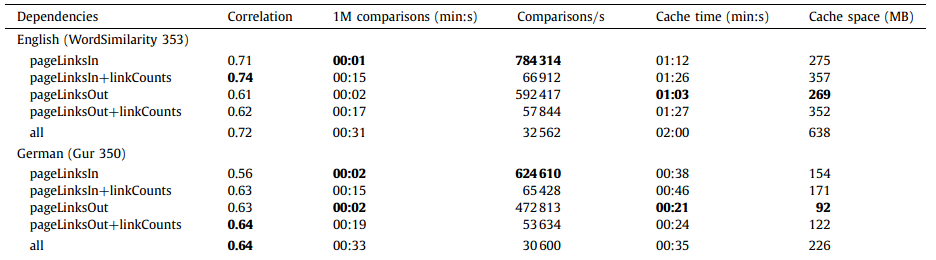 Dependencies Correlation 1M comparisons (min:s) Comparisons/s Cache time (min:s) Cache space (MB)
English (WordSimilarity 353)
pageLinksIn 0.71 00:01 784 314 01:12 275
pageLinksIn+linkCounts 0.74 00:15 66 912 01:26 357
pageLinksOut 0.61 00:02 592 417 01:03 269
pageLinksOut+linkCounts 0.62 00:17 57 844 01:27 352
all 0.72 00:31 32 562 02:00 638
German (Gur 350)
pageLinksIn 0.56 00:02 624 610 00:38 154
pageLinksIn+linkCounts 0.63 00:15 65 428 00:46 171
pageLinksOut 0.63 00:02 472 813 00:21 92
pageLinksOut+linkCounts 0.64 00:19 53 634 00:24 122
all 0.64 00:33 30 600 00:35 226